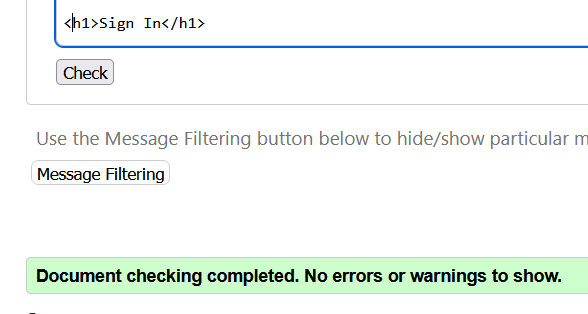 <h1>Sign In</h1>
Check
Use the Message Filtering button below to hide/show particular
Message Filtering
Document checking completed. No errors or warnings to show.